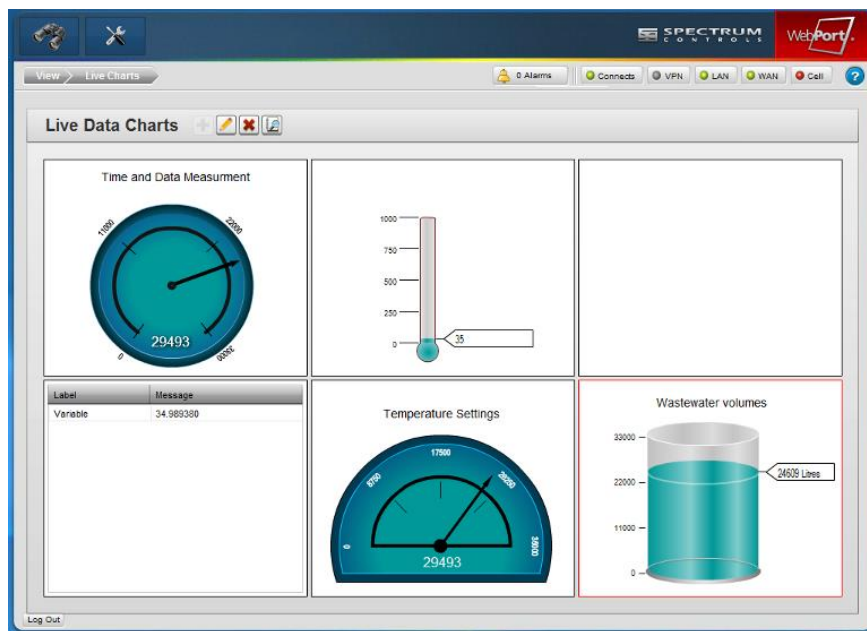 SPECTRUM
CONTROLS
WebPort
View
Live Charts
0 Alarms
Connects
VPN
LAN
WAN
Cell
?
Live Data Charts
Time and Data Measurment
11000
22000
0
33000
29493
1000
750
500
250
0
35
Label Message
Variable 34.989380
Temperature Settings
17500
8750
26250
0
35000
29493
Wastewater volumes
33000
22000
11000
0
24609 Litres
Log Out